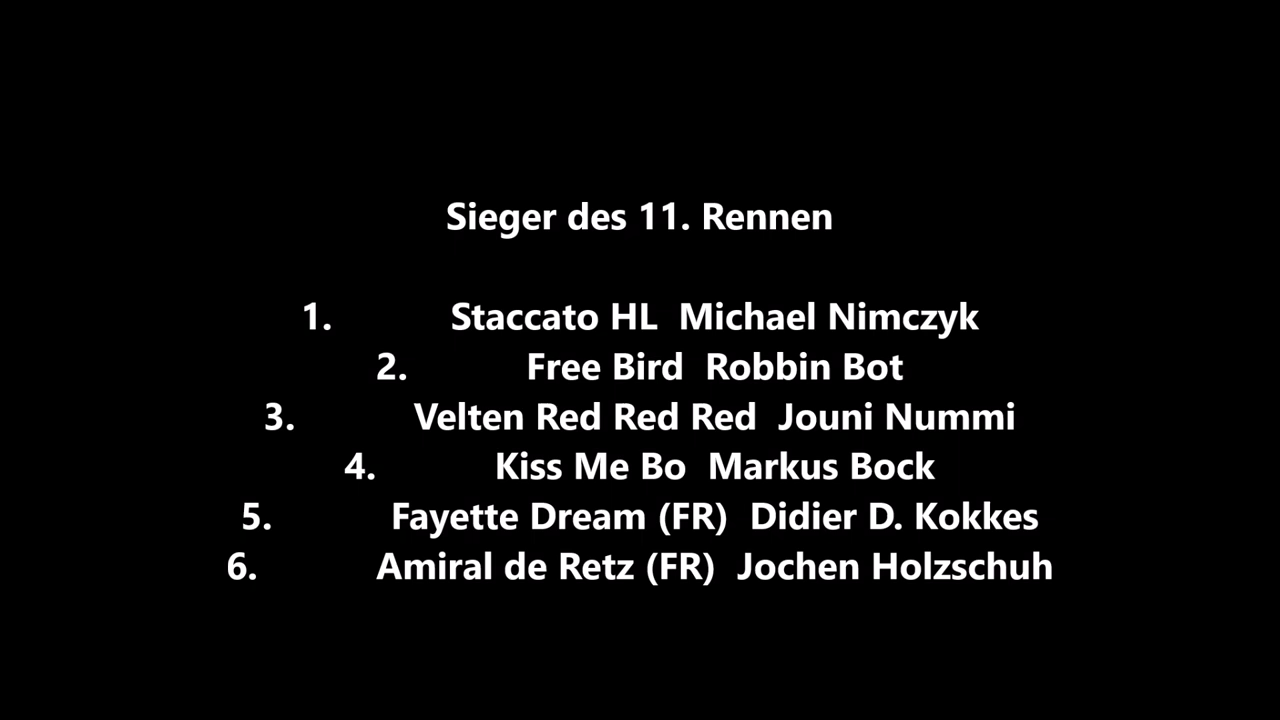 Sieger des 11. Rennen
1. Staccato HL Michael Nimczyk
2. Free Bird Robbin Bot
3. Velten Red Red Red Jouni Nummi
4. Kiss Me Bo Markus Bock
5. Fayette Dream (FR) Didier D. Kokkes
6. Amiral de Retz (FR) Jochen Holzschuh